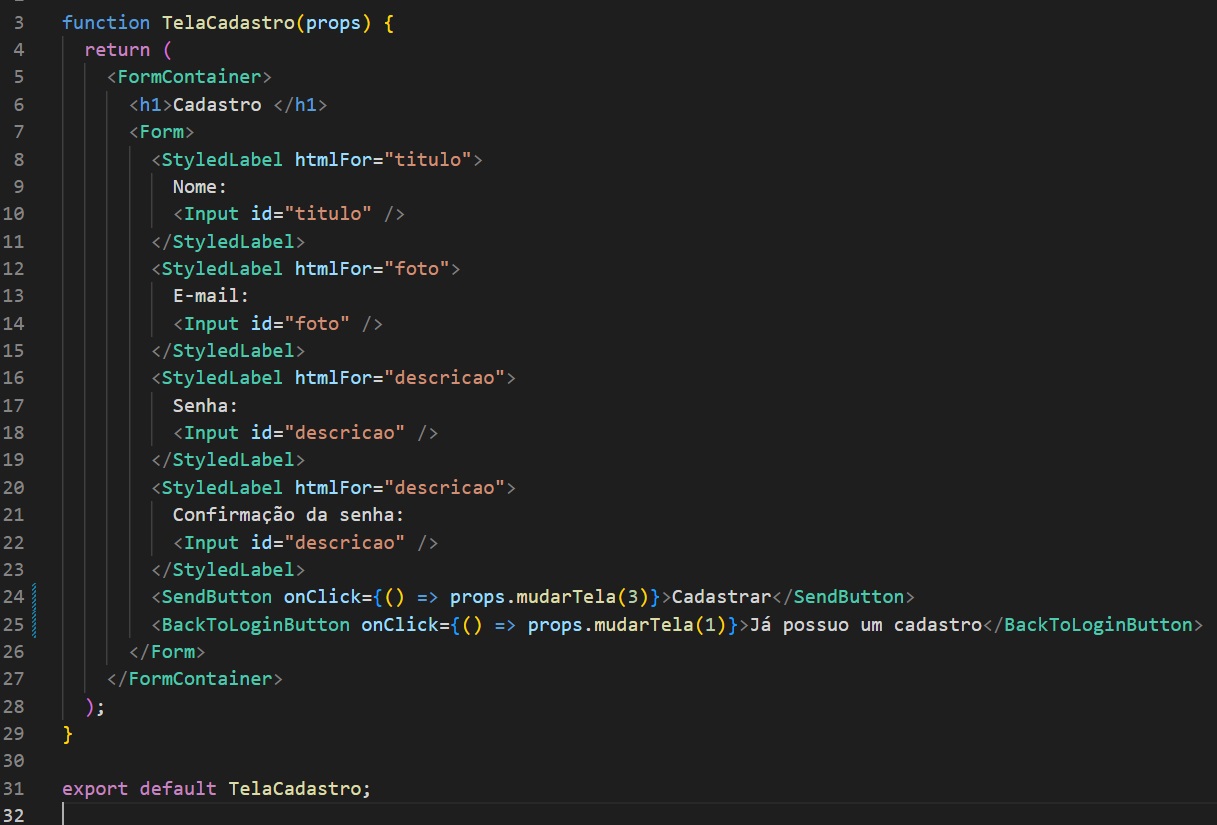 3 function TelaCadastro(props) {
4 return (
5 <FormContainer>
6 <h1>Cadastro </h1>
7 <Form>
8 <StyledLabel htmlFor="titulo">
9 Nome:
10 <Input id="titulo" />
11 </StyledLabel>
12 <StyledLabel htmlFor="foto">
13 E-mail:
14 <Input id="foto" />
15 </StyledLabel>
16 <StyledLabel htmlFor="descricao">
17 Senha:
18 <Input id="descricao" />
19 </StyledLabel>
20 <StyledLabel htmlFor="descricao">
21 Confirmação da senha:
22 <Input id="descricao" />
23 </StyledLabel>
24 <SendButton onClick={() => props.mudarTela(3)}>Cadastrar</SendButton>
25 <BackToLoginButton onClick={() => props.mudarTela(1)}>Já possuo um cadastro</BackToLoginButton>
26 </Form>
27 </FormContainer>
28 );
29 }
30
31 export default TelaCadastro;
32